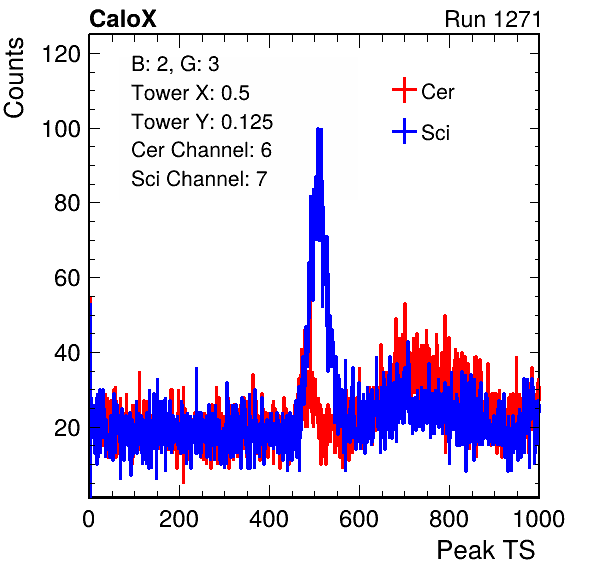 CaloX Run 1271
Counts
B: 2, G: 3
Tower X: 0.5
Tower Y: 0.125
Cer Channel: 6
Sci Channel: 7
Cer
Sci
120
100
80
60
40
20
0 200 400 600 800 1000
Peak TS